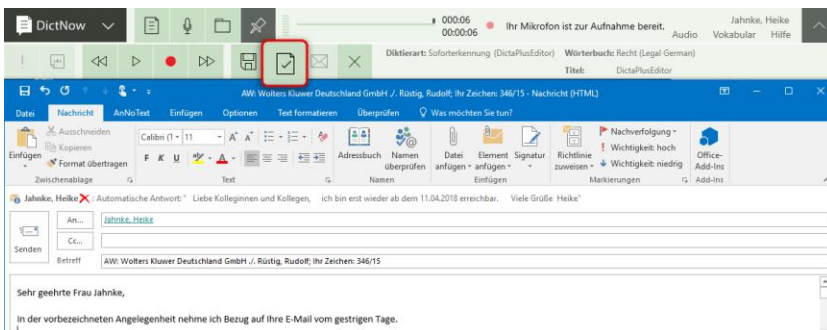 DictNow
000:06
00:00:06
Ihr Mikrofon ist zur Aufnahme bereit.
Audio
Jahnke, Heike
Vokabular Hilfe
Diktierart: Soforterkennung (DictaPlusEditor)
Wörterbuch: Recht (Legal German)
Titel: DictaPlusEditor
AW: Wolters Kluwer Deutschland GmbH ./. Rüstig, Rudolf; Ihr Zeichen: 346/15 - Nachricht (HTML)
Datei Nachricht AnNoText Einfügen Optionen Text formatieren Überprüfen Was möchten Sie tun?
Einfügen
Ausschneiden
Kopieren
Format übertragen
Zwischenablage
Calibri (T 11
F K U
Text
Adressbuch
Namen überprüfen
Namen
Datei anfügen
Element anfügen
Signatur
Einfügen
Richtlinie zuweisen
Nachverfolgung
Wichtigkeit: hoch
Wichtigkeit: niedrig
Markierungen
Office-Add-Ins
Add-Ins
Jahnke, Heike : Automatische Antwort: " Liebe Kolleginnen und Kollegen, ich bin erst wieder ab dem 11.04.2018 erreichbar. Viele Grüße Heike"
Senden
An... Jahnke, Heike
Cc...
Betreff AW: Wolters Kluwer Deutschland GmbH ./. Rüstig, Rudolf; Ihr Zeichen: 346/15
Sehr geehrte Frau Jahnke,
In der vorbezeichneten Angelegenheit nehme ich Bezug auf Ihre E-Mail vom gestrigen Tage.